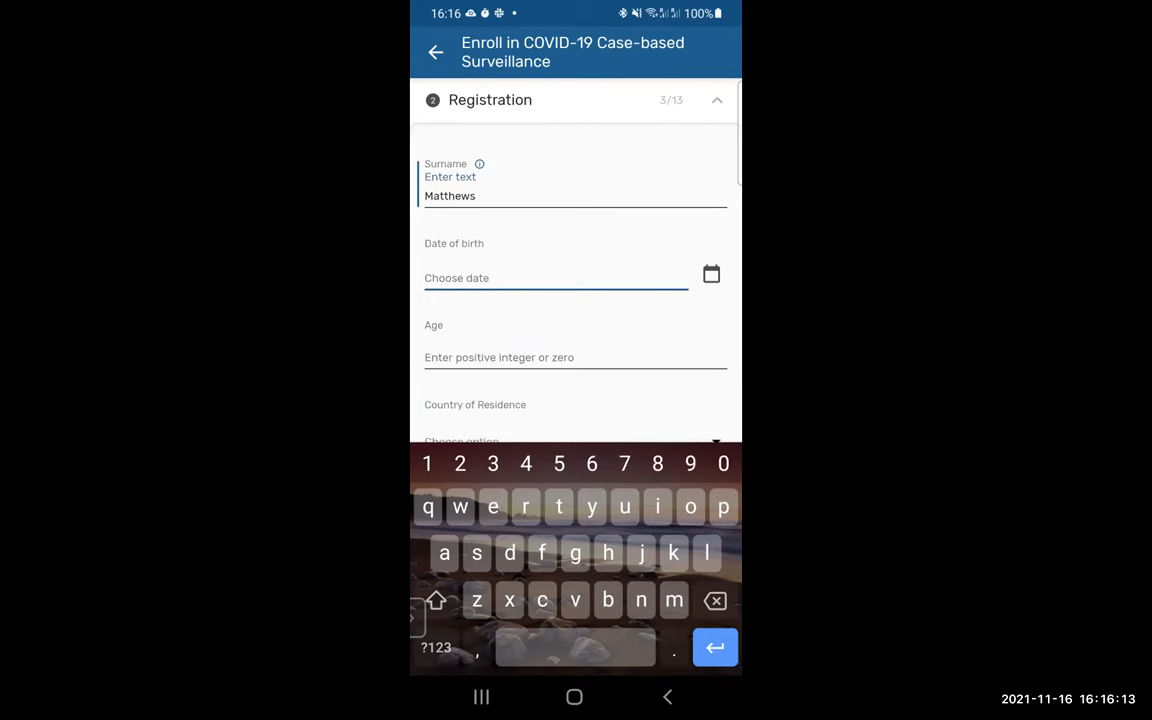 16:16 100%
Enroll in COVID-19 Case-based
Surveillance
2 Registration 3/13
Surname
Enter text
Matthews
Date of birth
Choose date
Age
Enter positive integer or zero
Country of Residence
Choose option
1 2 3 4 5 6 7 8 9 0
q w e r t y u i o p
a s d f g h j k l
z x c v b n m
?123 , .
2021-11-16 16:16:13